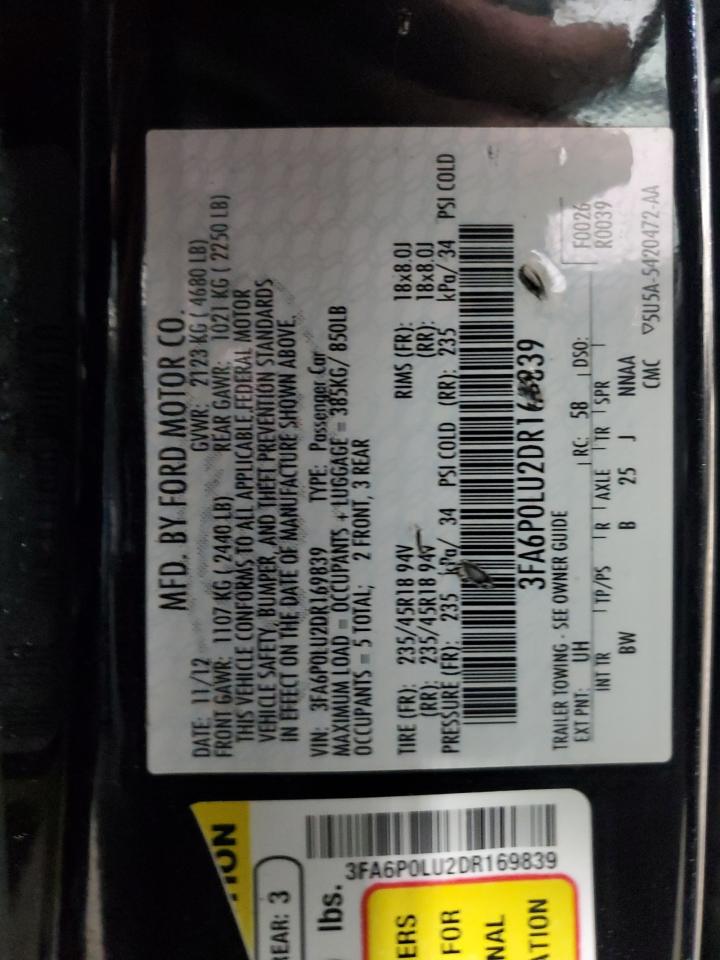 MFD. BY FORD MOTOR CO.
DATE: 11/12 GVWR: 2123 KG ( 4680 LB)
FRONT GAWR: 1107 KG ( 2440 LB) REAR GAWR: 1021 KG ( 2250 LB)
THIS VEHICLE CONFORMS TO ALL APPLICABLE FEDERAL MOTOR
VEHICLE SAFETY, BUMPER, AND THEFT PREVENTION STANDARDS
IN EFFECT ON THE DATE OF MANUFACTURE SHOWN ABOVE.
VIN: 3FA6P0LU2DR169839 TYPE: Passenger Car
MAXIMUM LOAD = OCCUPANTS + LUGGAGE = 385KG/ 850LB
OCCUPANTS = 5 TOTAL; 2 FRONT, 3 REAR
TIRE (FR): 235/45R18 94V RIMS (FR): 18x8.0J
(RR): 235/45R18 94V (RR): 18x8.0J
PRESSURE (FR): 235 kPa/ 34 PSI COLD (RR): 235 kPa/ 34 PSI COLD
3FA6P0LU2DR169839
TRAILER TOWING - SEE OWNER GUIDE
EXT PNT: UH RC: 58 DSO: F0026
R0039
INT TR TP/PS R AXLE TR SPR
BW B 25 J NNAA
CMC ▽5U5A-5420472-AA
REAR: 3
lbs.
3FA6P0LU2DR169839
FOR